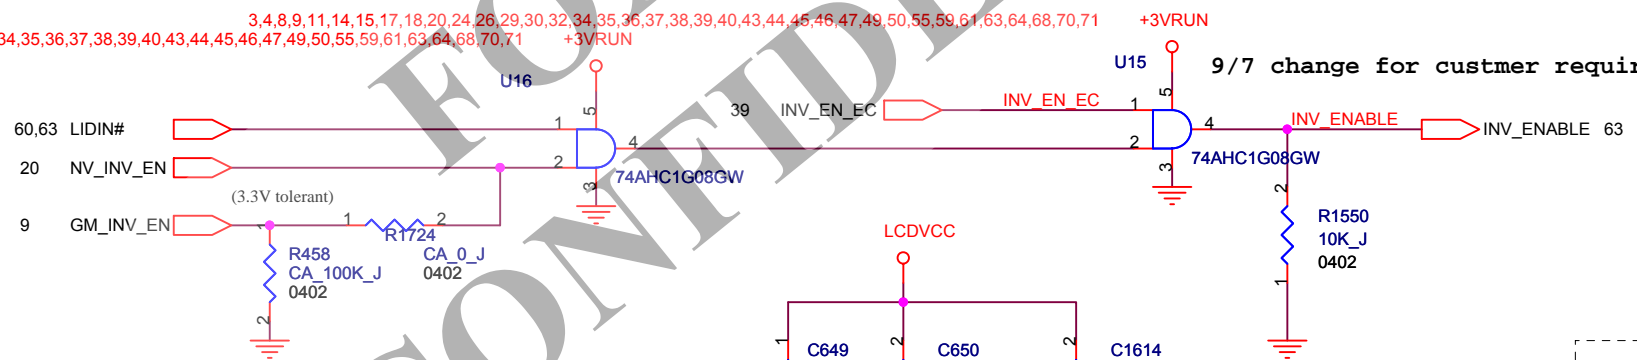 3,4,8,9,11,14,15,17,18,20,24,26,29,30,32,34,35,36,37,38,39,40,43,44,45,46,47,49,50,55,59,61,63,64,68,70,71 +3VRUN
34,35,36,37,38,39,40,43,44,45,46,47,49,50,55,59,61,63,64,68,70,71 +3VRUN
9/7 change for custmer requir
U16
U15
5
5
39 INV_EN_EC
INV_EN_EC
1
60,63 LIDIN#
1
4
INV_ENABLE
INV_ENABLE 63
2
4
20 NV_INV_EN
2
74AHC1G08GW
3
74AHC1G08GW
3
(3.3V tolerant)
9 GM_INV_EN
1
1
2
R1724
R458
CA_0_J
CA_100K_J
0402
0402
2
LCDVCC
2
R1550
10K_J
0402
1
1
C649
2
C650
2
C1614
CONFIDE